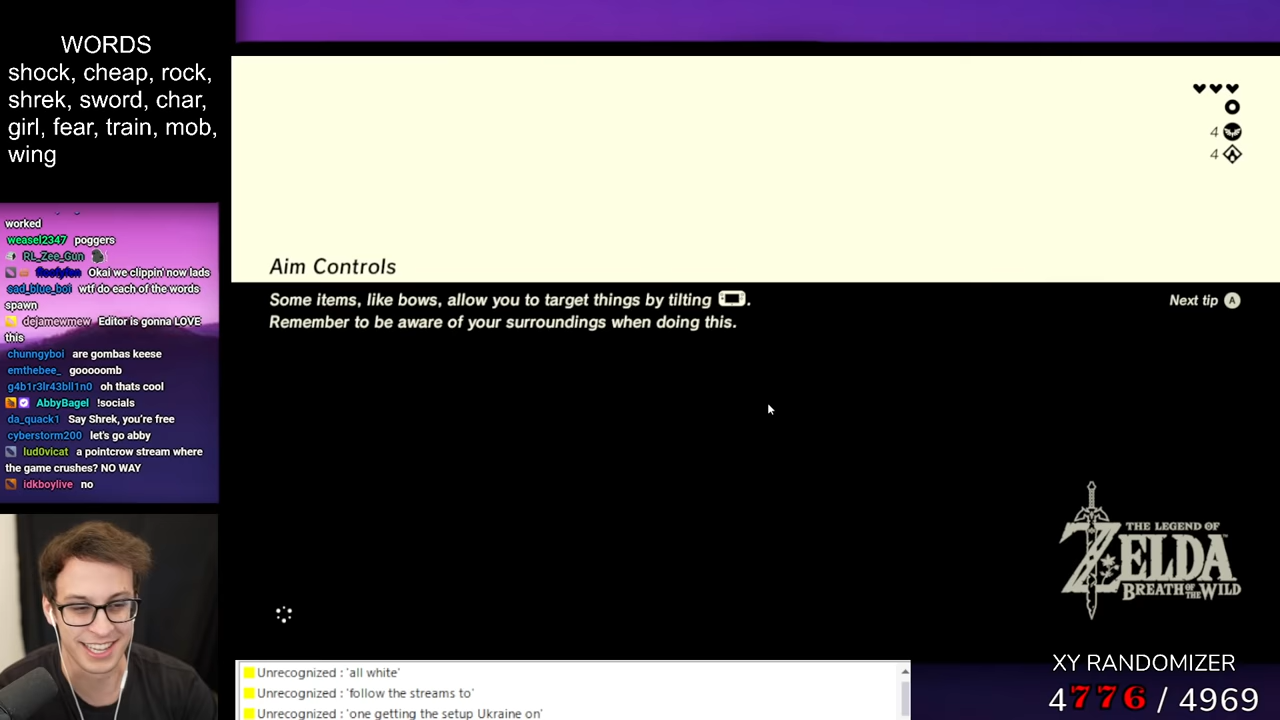 WORDS
shock, cheap, rock,
shrek, sword, char,
girl, fear, train, mob,
wing
worked
weasel2347 poggers
RL_Zee_Gun
Okai we clippin' now lads
cad_blue_boi wtf do each of the words
spawn
dejamewmew Editor is gonna LOVE
this
chunngyboi are gombas keese
emthebee_ gooooomb
g4b1r3lr43bll1n0 oh thats cool
AbbyBagel !socials
da_quack1 Say Shrek, you're free
cyberstorm200 let's go abby
lud0vicat a pointcrow stream where
the game crushes? NO WAY
idkboylive no
4
4
Aim Controls
Some items, like bows, allow you to target things by tilting .
Remember to be aware of your surroundings when doing this.
Next tip A
THE LEGEND OF
ZELDA
BREATH OF THE WILD
Unrecognized : 'all white'
Unrecognized : 'follow the streams to'
Unrecognized : 'one getting the setup Ukraine on'
XY RANDOMIZER
4776 / 4969